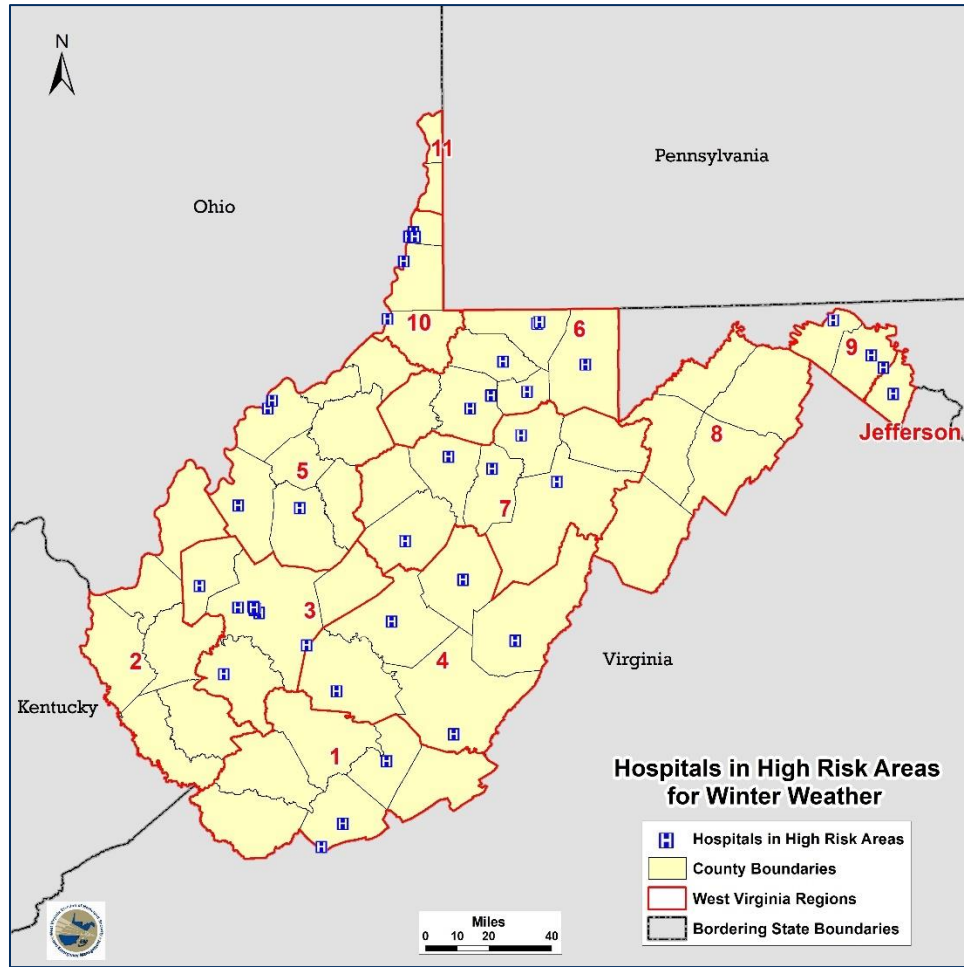 N
11
Pennsylvania
Ohio
10
6
9
Jefferson
8
5
7
3
2
4
Virginia
Kentucky
1
Hospitals in High Risk Areas
for Winter Weather
H Hospitals in High Risk Areas
County Boundaries
West Virginia Regions
Bordering State Boundaries
Miles
0 10 20 40